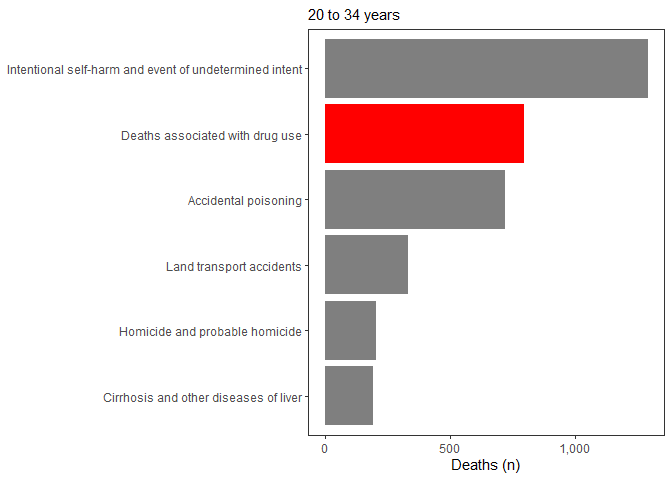 20 to 34 years
Intentional self-harm and event of undetermined intent
Deaths associated with drug use
Accidental poisoning
Land transport accidents
Homicide and probable homicide
Cirrhosis and other diseases of liver
0 500 1,000
Deaths (n)